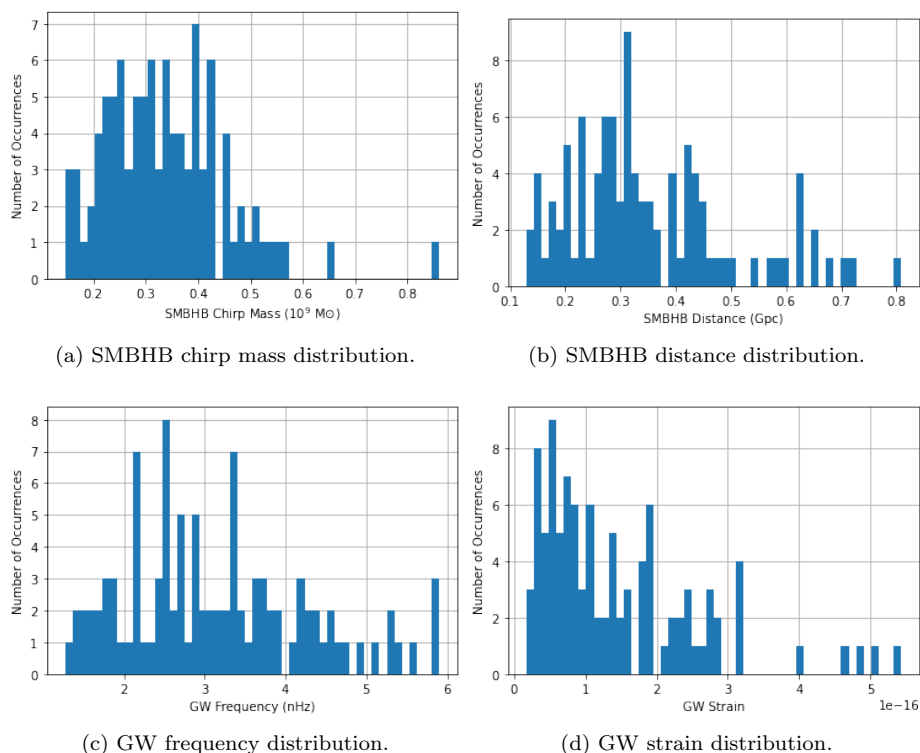 7
6
5
4
3
2
1
0
Number of Occurrences
0.2 0.3 0.4 0.5 0.6 0.7 0.8
SMBHB Chirp Mass (10⁹ M⊙)
(a) SMBHB chirp mass distribution.
8
6
4
2
0
Number of Occurrences
0.1 0.2 0.3 0.4 0.5 0.6 0.7 0.8
SMBHB Distance (Gpc)
(b) SMBHB distance distribution.
8
7
6
5
4
3
2
1
0
Number of Occurrences
2 3 4 5 6
GW Frequency (nHz)
(c) GW frequency distribution.
8
6
4
2
0
Number of Occurrences
0 1 2 3 4 5
GW Strain
1e−16
(d) GW strain distribution.